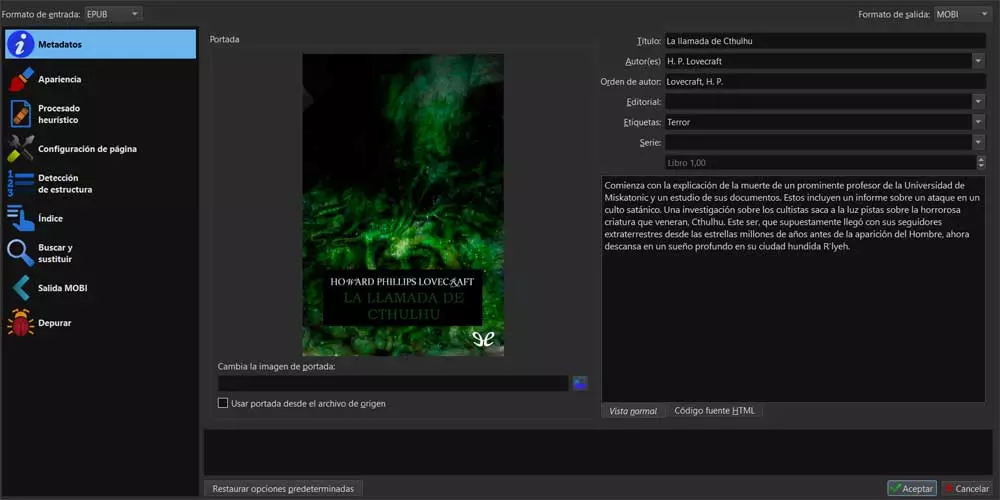 Formato de entrada: EPUB
Formato de salida: MOBI
Metadatos
Apariencia
Procesado
heurístico
Configuración de página
Detección
de estructura
Índice
Buscar y
sustituir
Salida MOBI
Depurar
Portada
HOWARD PHILLIPS LOVECRAFT
LA LLAMADA DE
CTHULHU
Cambia la imagen de portada:
Usar portada desde el archivo de origen
Título: La llamada de Cthulhu
Autor(es) H. P. Lovecraft
Orden de autor: Lovecraft, H. P.
Editorial:
Etiquetas: Terror
Serie:
Libro 1,00
Comienza con la explicación de la muerte de un prominente profesor de la Universidad de
Miskatonic y un estudio de sus documentos. Estos incluyen un informe sobre un ataque en un
culto satánico. Una investigación sobre los cultistas saca a la luz pistas sobre la horrorosa
criatura que veneran, Cthulhu. Este ser, que supuestamente llegó con sus seguidores
extraterrestres desde las estrellas millones de años antes de la aparición del Hombre, ahora
descansa en un sueño profundo en su ciudad hundida R'lyeh.
Vista normal
Código fuente HTML
Restaurar opciones predeterminadas
Aceptar
Cancelar